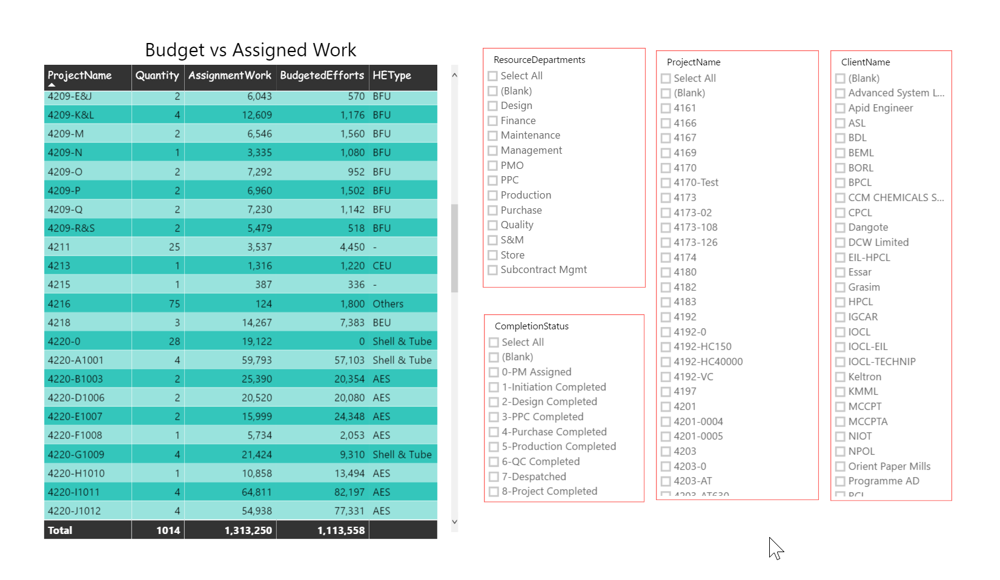 Budget vs Assigned Work
ProjectName Quantity AssignmentWork BudgetedEfforts HEType
4209-E&J 2 6,043 570 BFU
4209-K&L 4 12,609 1,176 BFU
4209-M 2 6,546 1,560 BFU
4209-N 1 3,335 1,080 BFU
4209-O 2 7,292 952 BFU
4209-P 2 6,960 1,502 BFU
4209-Q 2 7,230 1,142 BFU
4209-R&S 2 5,479 518 BFU
4211 25 3,537 4,450 -
4213 1 1,316 1,220 CEU
4215 1 387 336 -
4216 75 124 1,800 Others
4218 3 14,267 7,383 BEU
4220-0 28 19,122 0 Shell & Tube
4220-A1001 4 59,793 57,103 Shell & Tube
4220-B1003 2 25,390 20,354 AES
4220-D1006 2 20,520 20,080 AES
4220-E1007 2 15,999 24,348 AES
4220-F1008 1 5,734 2,053 AES
4220-G1009 4 21,424 9,310 Shell & Tube
4220-H1010 1 10,858 13,494 AES
4220-I1011 4 64,811 82,197 AES
4220-J1012 4 54,938 77,331 AES
Total 1014 1,313,250 1,113,558
ResourceDepartments
Select All
(Blank)
Design
Finance
Maintenance
Management
PMO
PPC
Production
Purchase
Quality
S&M
Store
Subcontract Mgmt
CompletionStatus
Select All
(Blank)
0-PM Assigned
1-Initiation Completed
2-Design Completed
3-PPC Completed
4-Purchase Completed
5-Production Completed
6-QC Completed
7-Despatched
8-Project Completed
ProjectName
Select All
(Blank)
4161
4166
4167
4169
4170
4170-Test
4173
4173-02
4173-108
4173-126
4174
4180
4182
4183
4192
4192-0
4192-HC150
4192-HC40000
4192-VC
4197
4201
4201-0004
4201-0005
4203
4203-0
4203-AT
4203-AT630
ClientName
(Blank)
Advanced System L...
Apid Engineer
ASL
BDL
BEML
BORL
BPCL
CCM CHEMICALS S...
CPCL
Dangote
DCW Limited
EIL-HPCL
Essar
Grasim
HPCL
IGCAR
IOCL
IOCL-EIL
IOCL-TECHNIP
Keltron
KMML
MCCPT
MCCPTA
NIOT
NPOL
Orient Paper Mills
Programme AD